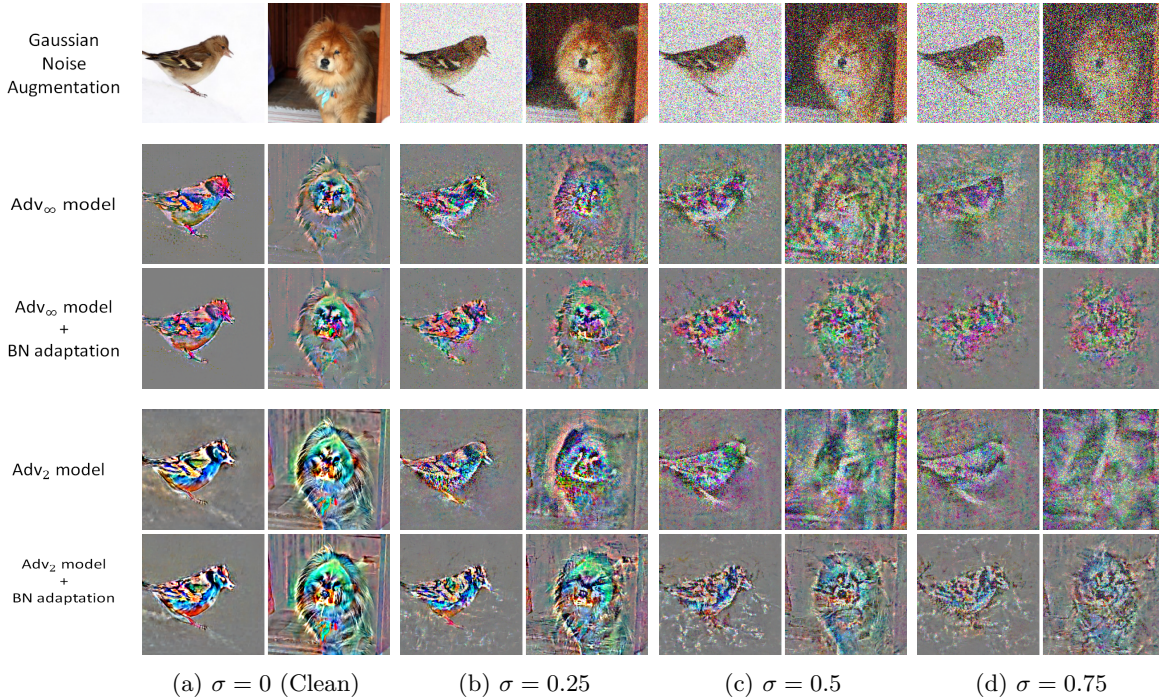 Gaussian
Noise
Augmentation
Adv∞ model
Adv∞ model
+
BN adaptation
Adv₂ model
Adv₂ model
+
BN adaptation
(a) σ = 0 (Clean)
(b) σ = 0.25
(c) σ = 0.5
(d) σ = 0.75